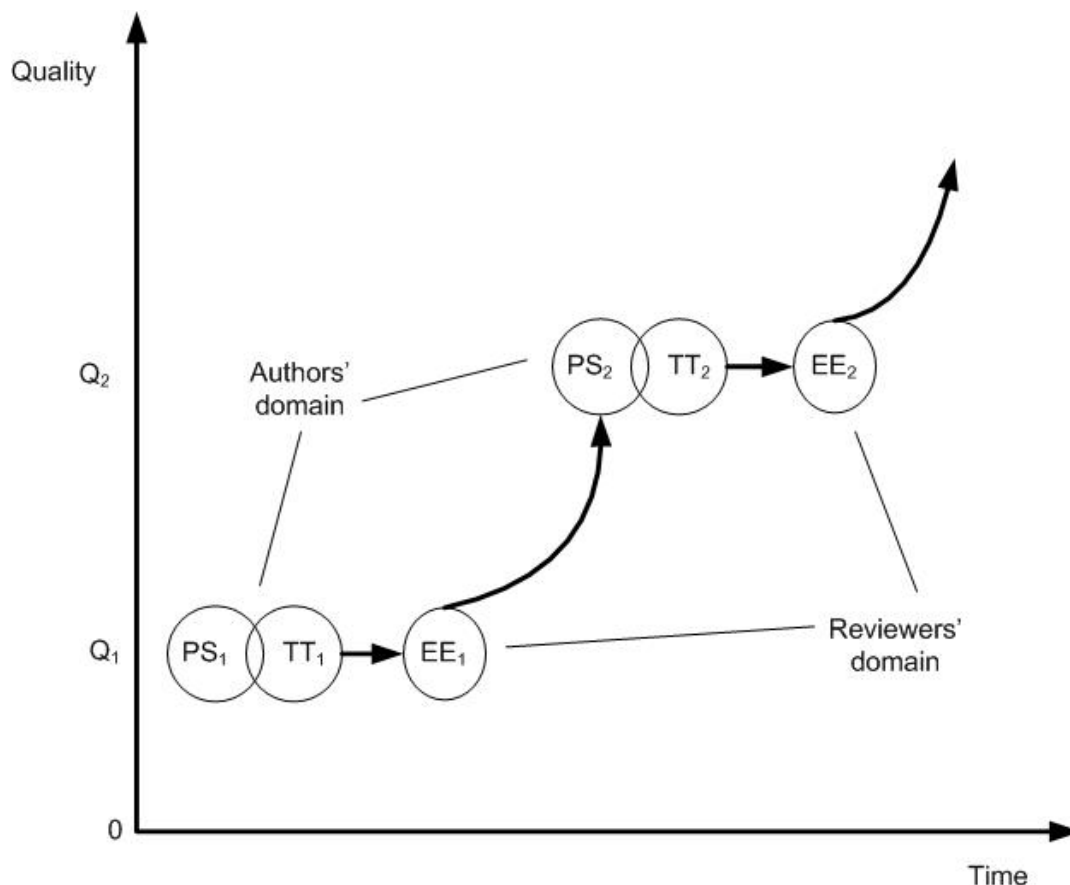 Quality
PS₂
TT₂
EE₂
Q₂
Authors’
domain
Q₁
PS₁
TT₁
EE₁
Reviewers’
domain
0
Time